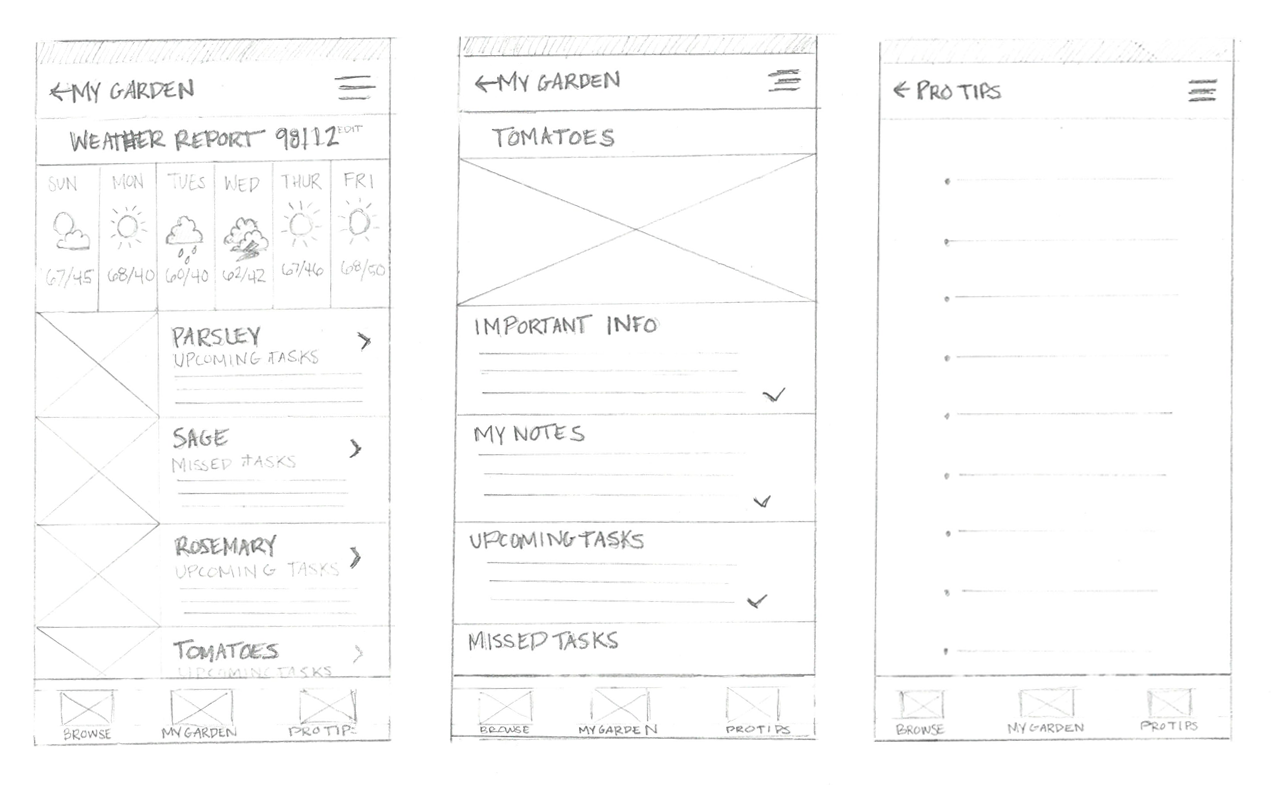 ←MY GARDEN
WEATHER REPORT 98112 EDIT
SUN MON TUES WED THUR FRI
67/45 68/40 60/40 62/42 67/46 68/50
PARSLEY
UPCOMING TASKS
SAGE
MISSED TASKS
ROSEMARY
UPCOMING TASKS
TOMATOES
UPCOMING TASKS
BROWSE MY GARDEN PRO TIPS
←MY GARDEN
TOMATOES
IMPORTANT INFO
MY NOTES
UPCOMING TASKS
MISSED TASKS
BROWSE MY GARDEN PRO TIPS
← PRO TIPS
BROWSE MY GARDEN PRO TIPS